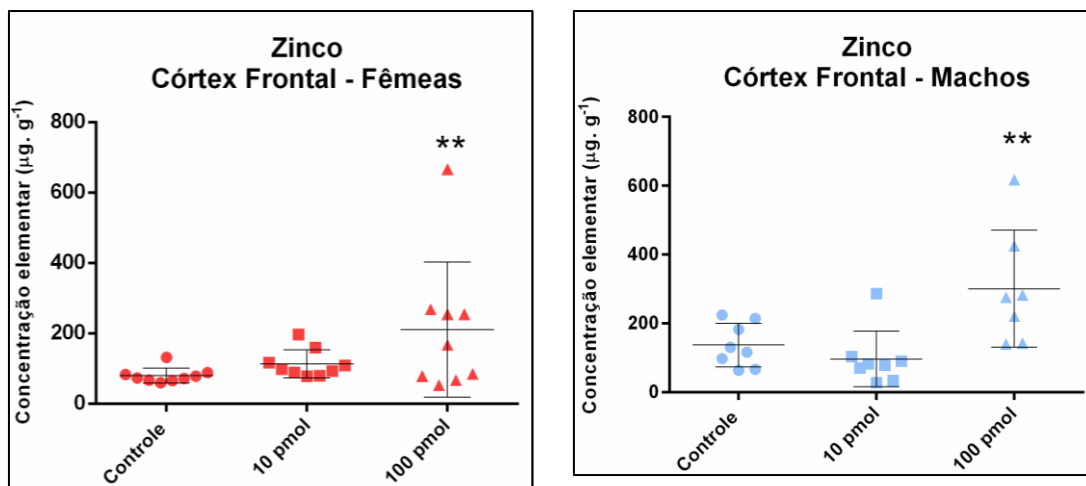 Zinco
Córtex Frontal - Fêmeas
Concentração elementar (µg. g⁻¹)
800
600
400
200
0
**
Controle
10 pmol
100 pmol
Zinco
Córtex Frontal - Machos
Concentração elementar (µg. g⁻¹)
800
600
400
200
0
**
Controle
10 pmol
100 pmol